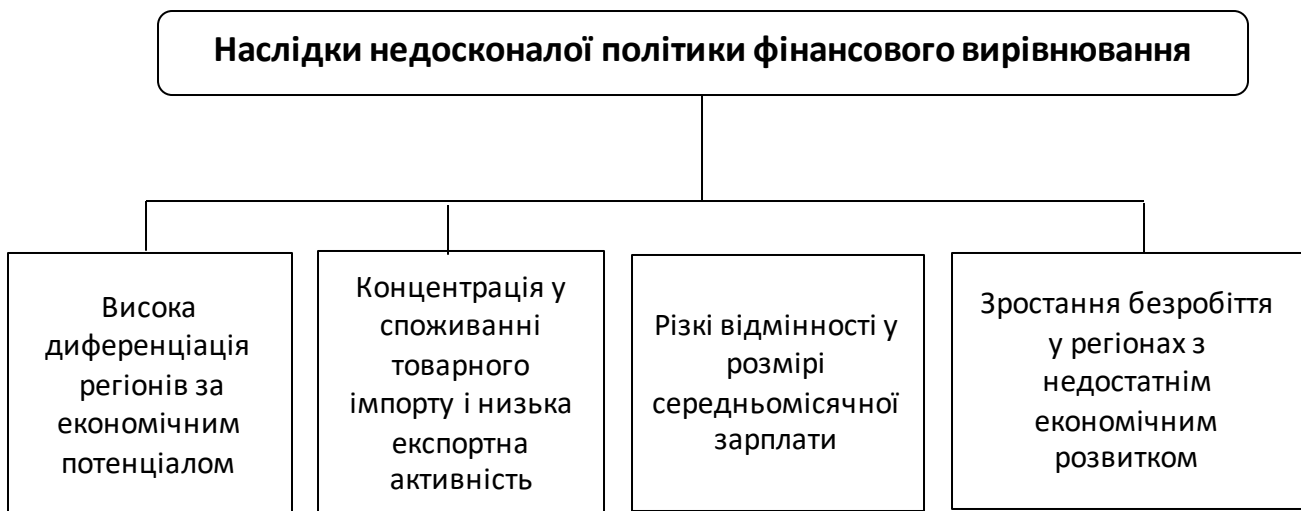 Наслідки недосконалої політики фінансового вирівнювання
Висока
диференціація
регіонів за
економічним
потенціалом
Концентрація у
споживанні
товарного
імпорту і низька
експортна
активність
Різкі відмінності у
розмірі
середньомісячної
зарплати
Зростання безробіття
у регіонах з
недостатнім
економічним
розвитком